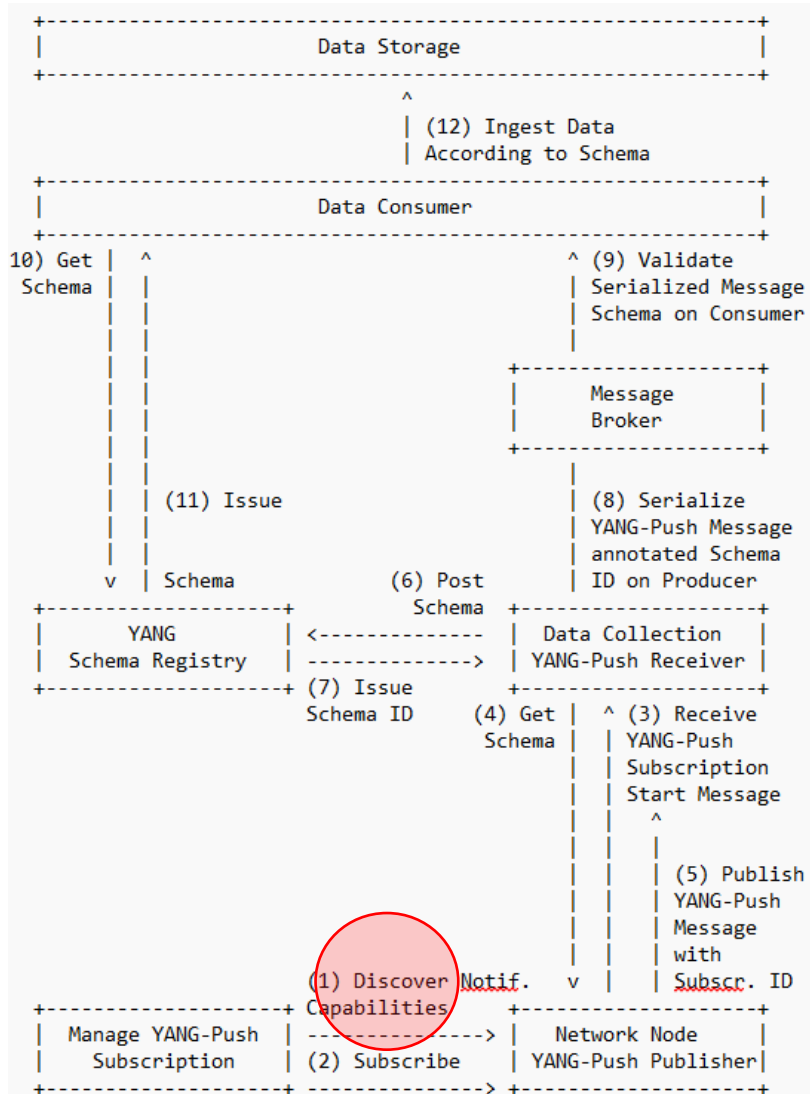 Data Storage
(12) Ingest Data
According to Schema
Data Consumer
10) Get
Schema
(9) Validate
Serialized Message
Schema on Consumer
Message
Broker
(11) Issue
Schema
(8) Serialize
YANG-Push Message
annotated Schema
ID on Producer
(6) Post
Schema
YANG
Schema Registry
Data Collection
YANG-Push Receiver
(7) Issue
Schema ID
(4) Get
Schema
(3) Receive
YANG-Push
Subscription
Start Message
(5) Publish
YANG-Push
Message
with
Subscr. ID
(1) Discover Notif.
Capabilities
Manage YANG-Push
Subscription
(2) Subscribe
Network Node
YANG-Push Publisher